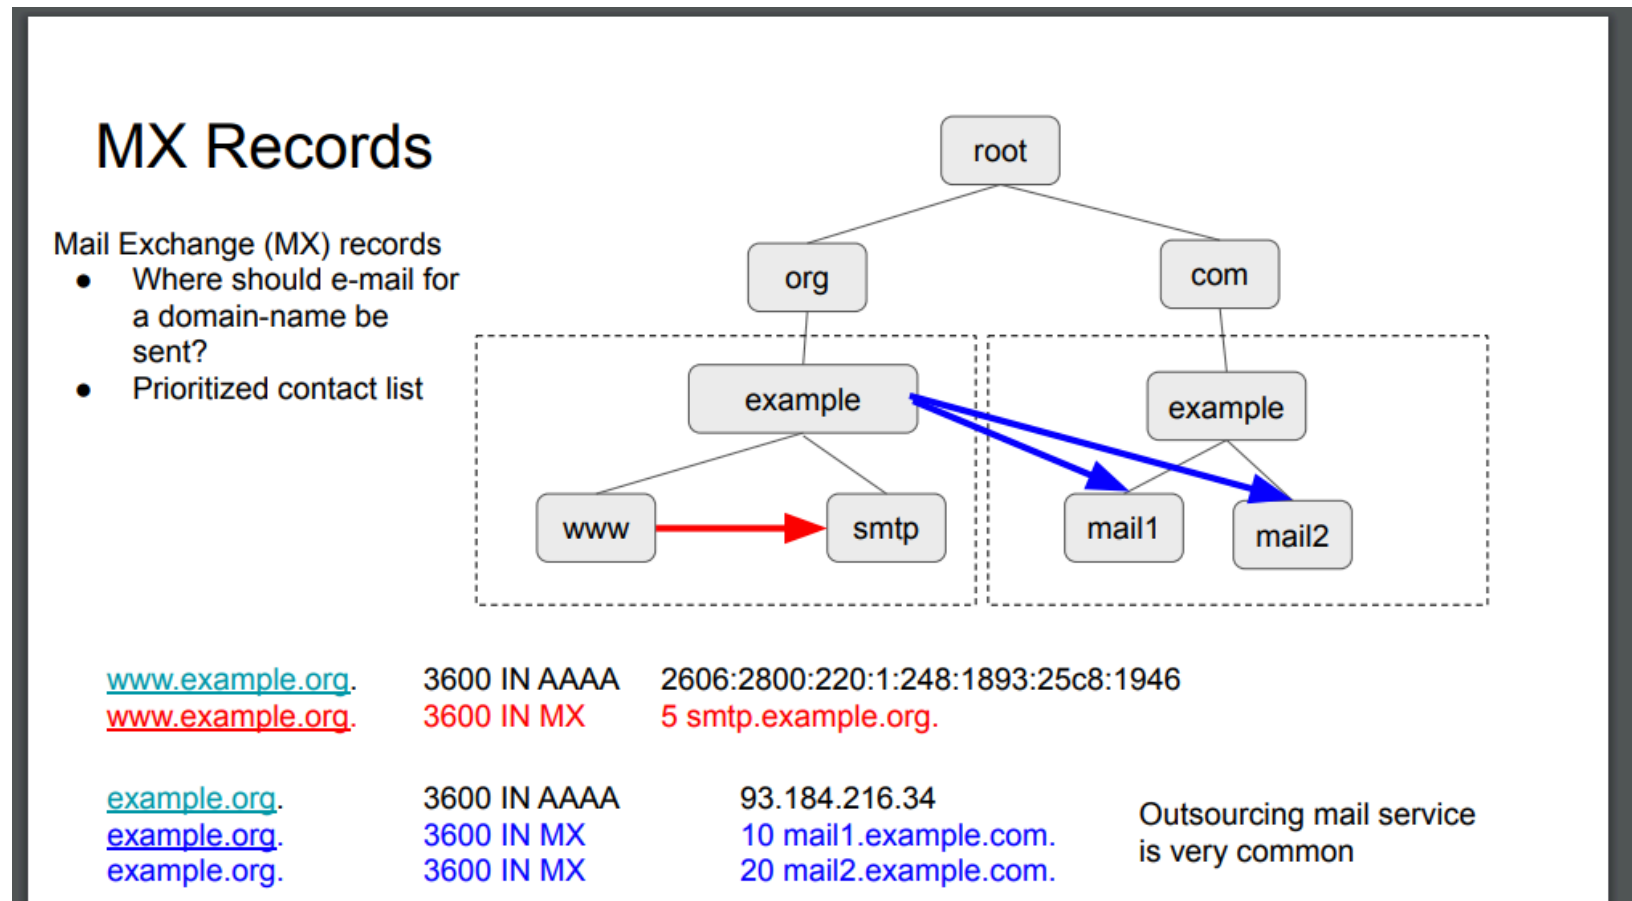 MX Records
Mail Exchange (MX) records
● Where should e-mail for
a domain-name be
sent?
● Prioritized contact list
root
org
com
example
example
www
smtp
mail1
mail2
www.example.org. 3600 IN AAAA 2606:2800:220:1:248:1893:25c8:1946
www.example.org. 3600 IN MX 5 smtp.example.org.
example.org. 3600 IN AAAA 93.184.216.34
example.org. 3600 IN MX 10 mail1.example.com.
example.org. 3600 IN MX 20 mail2.example.com.
Outsourcing mail service
is very common